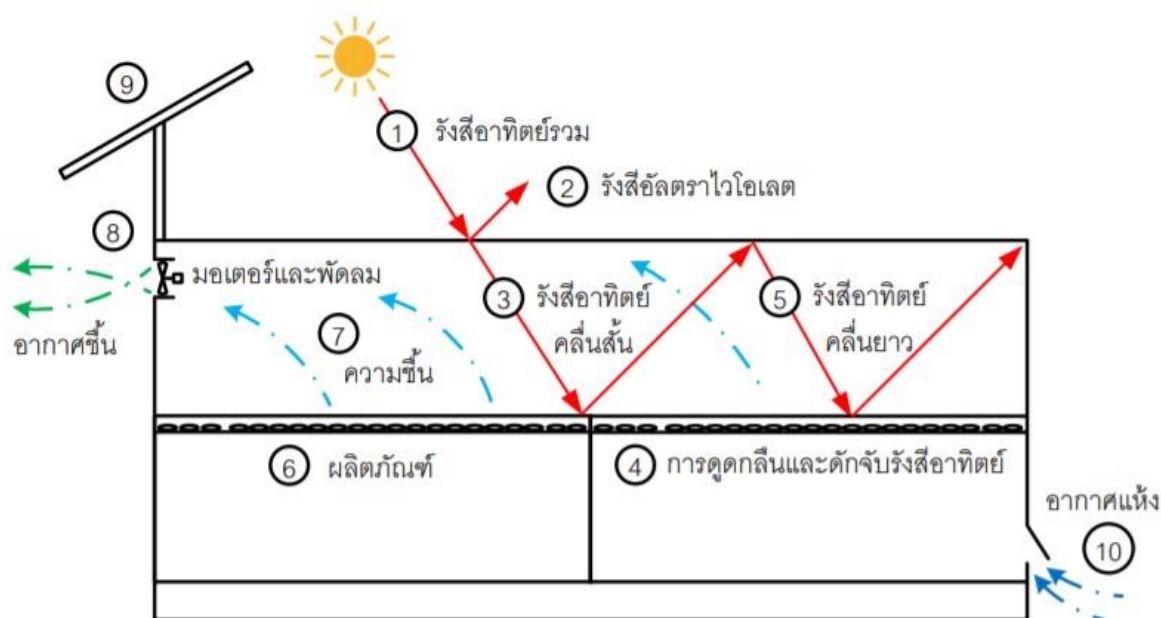 9
1 รังสีอาทิตย์รวม
2 รังสีอัลตราไวโอเลต
8
มอเตอร์และพัดลม
อากาศชื้น
3 รังสีอาทิตย์
คลื่นสั้น
5 รังสีอาทิตย์
คลื่นยาว
7
ความชื้น
6 ผลิตภัณฑ์
4 การดูดกลืนและดักจับรังสีอาทิตย์
อากาศแห้ง
10